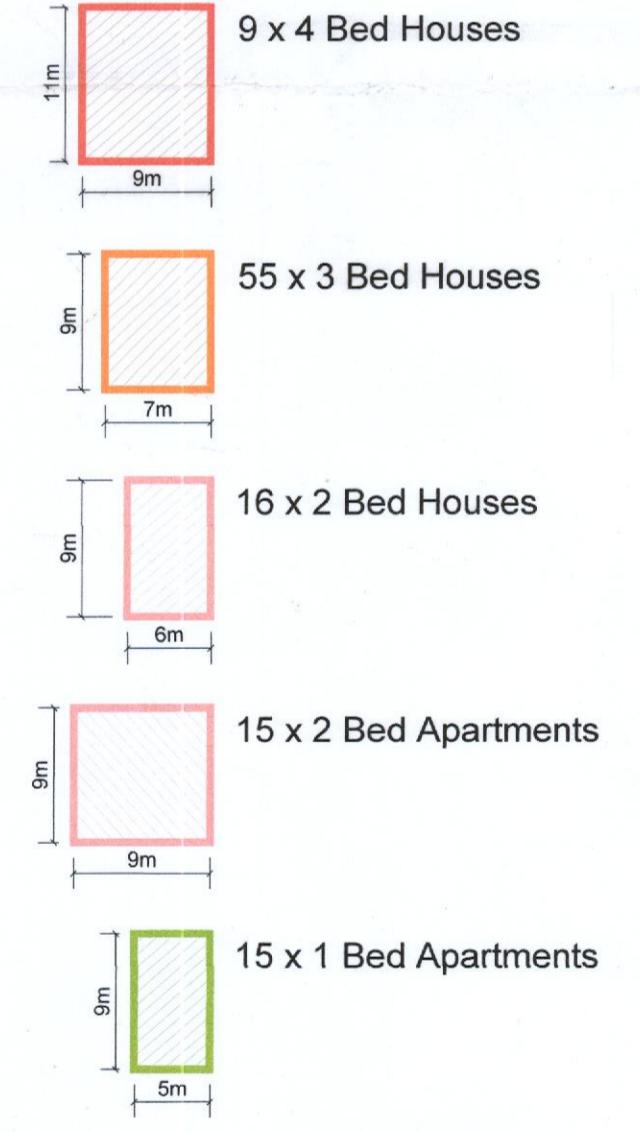 9 x 4 Bed Houses
11m
9m
55 x 3 Bed Houses
9m
7m
16 x 2 Bed Houses
9m
6m
15 x 2 Bed Apartments
9m
9m
15 x 1 Bed Apartments
9m
5m